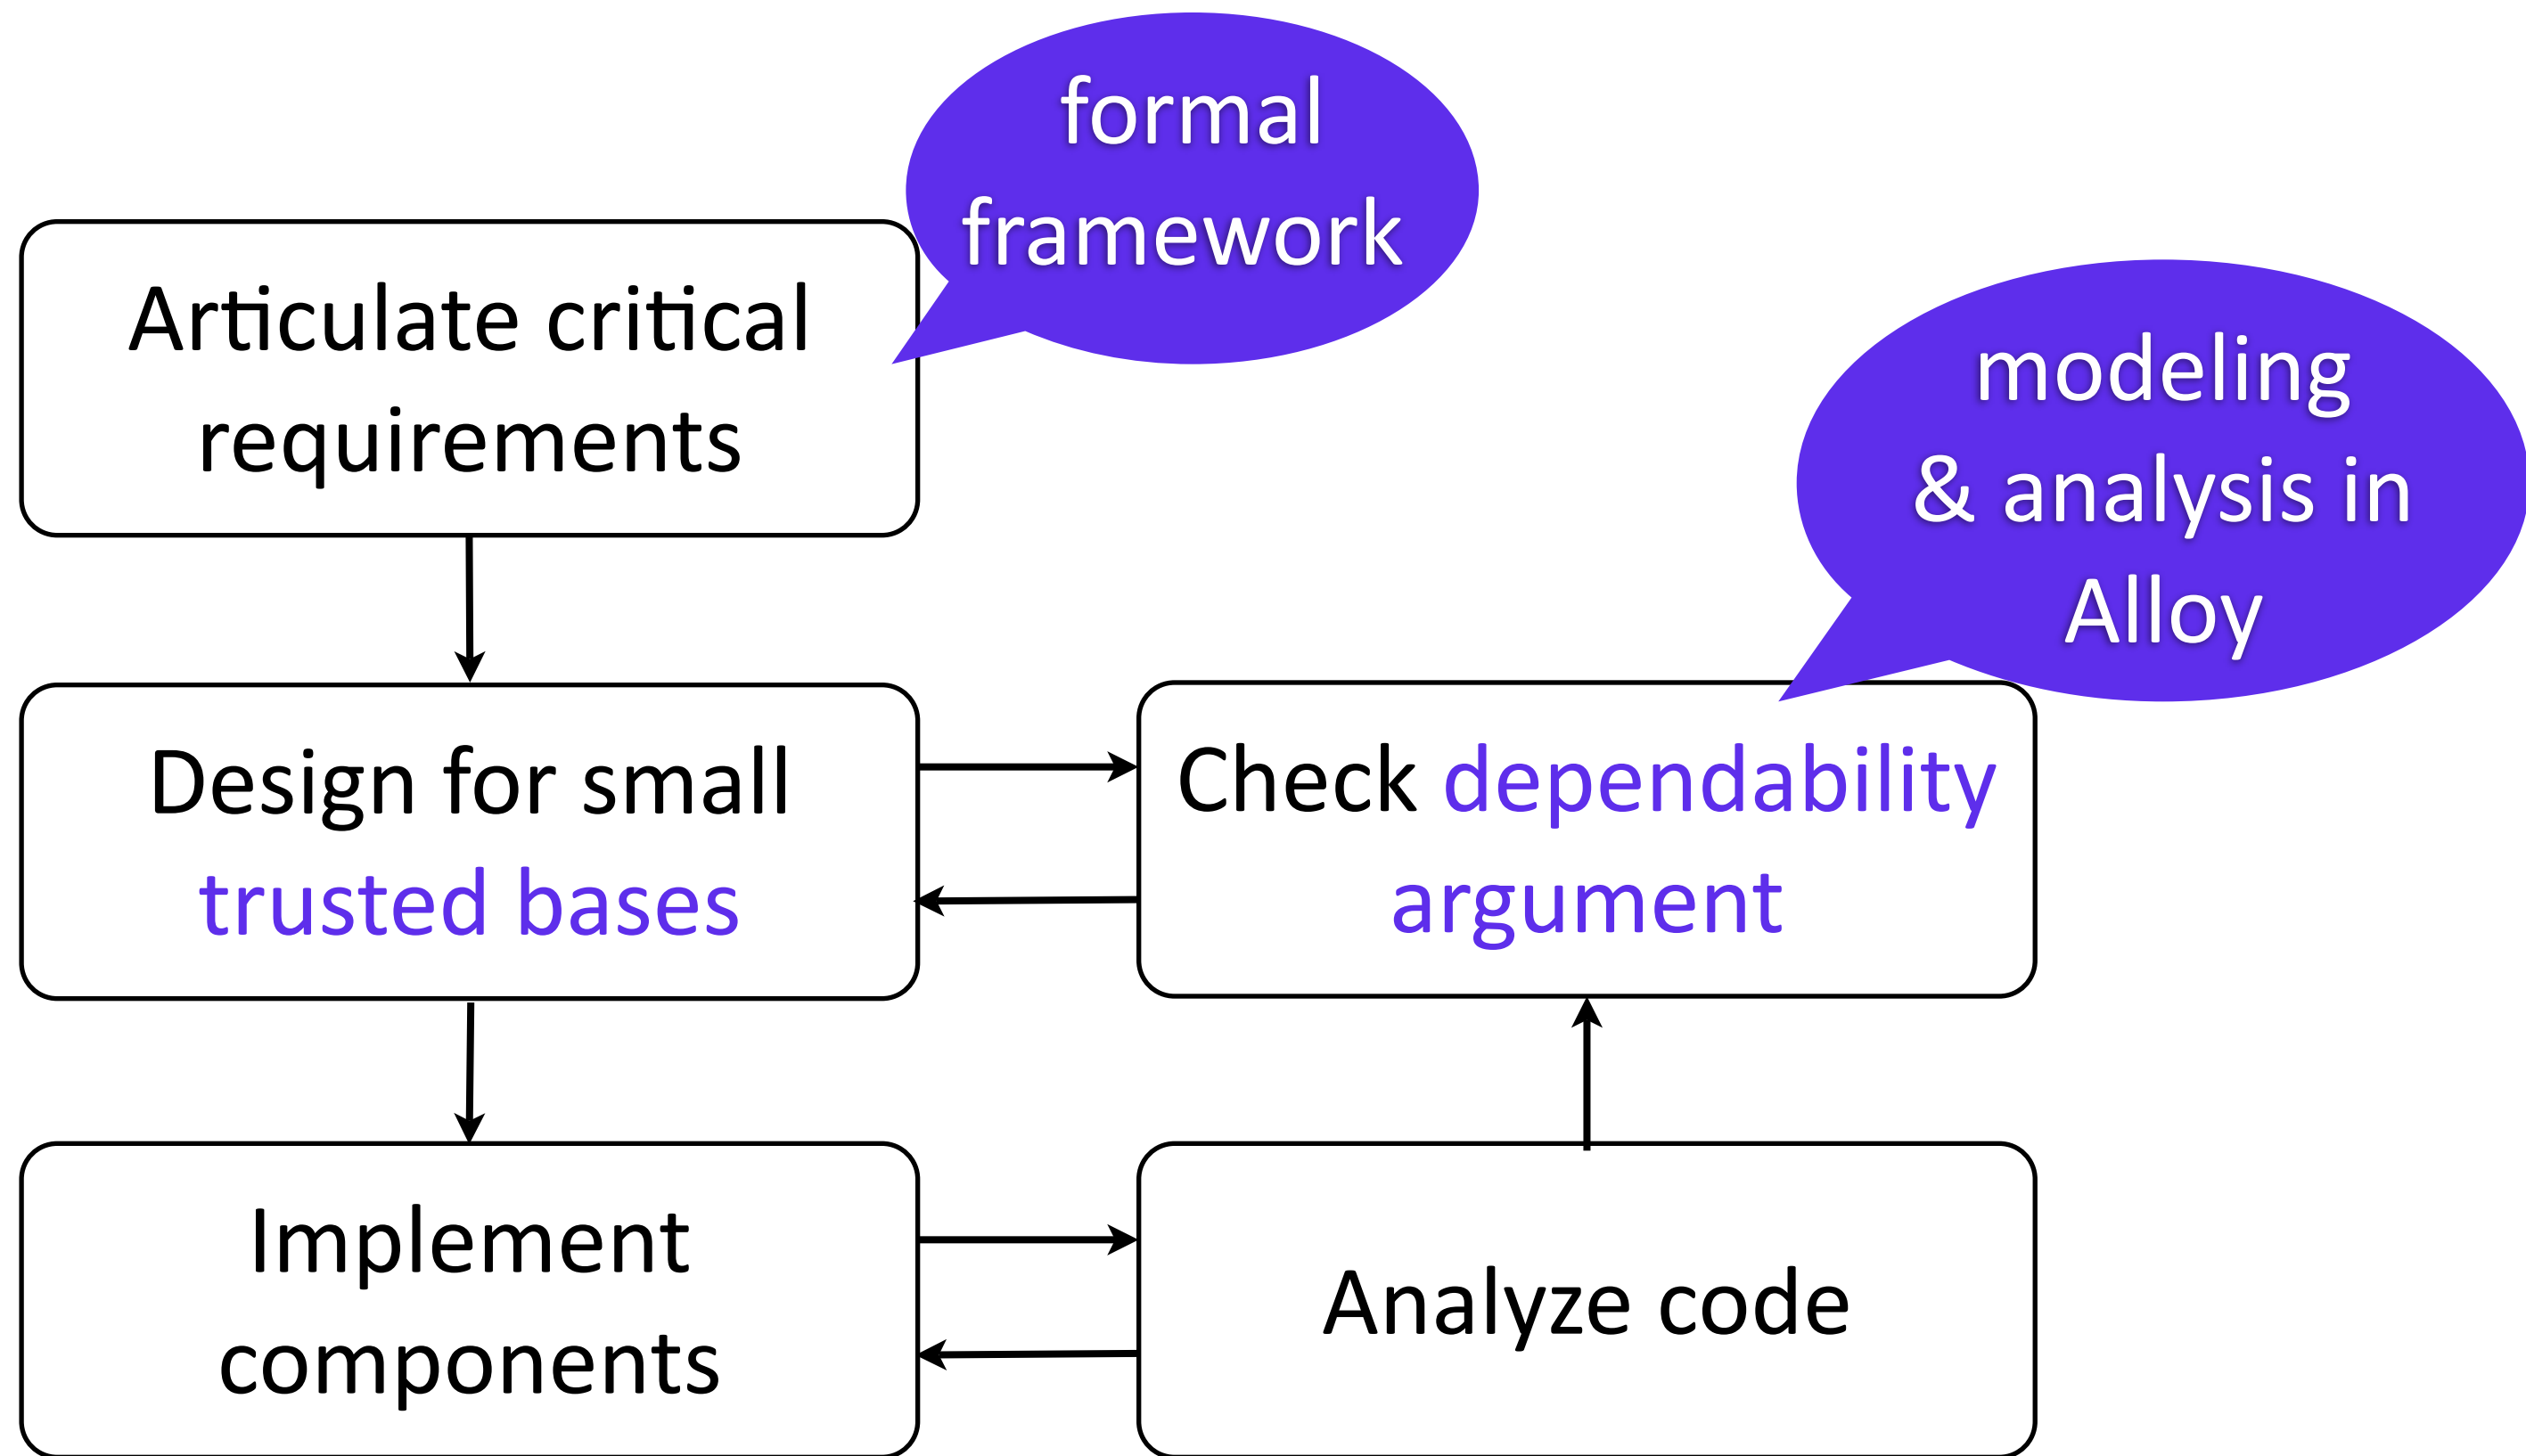 formal
framework
Articulate critical
requirements
modeling
& analysis in
Alloy
Design for small
trusted bases
Check dependability
argument
Implement
components
Analyze code